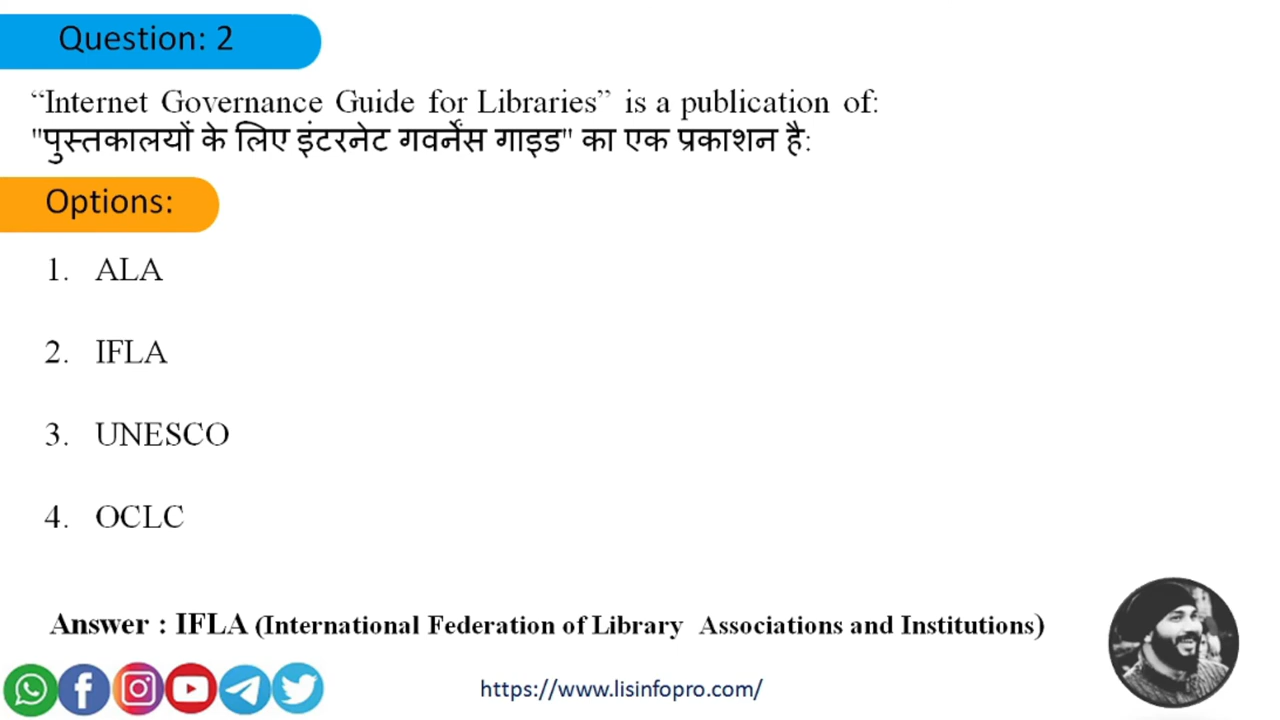 Question: 2
“Internet Governance Guide for Libraries” is a publication of:
"पुस्तकालयों के लिए इंटरनेट गवर्नेंस गाइड" का एक प्रकाशन है:
Options:
1. ALA
2. IFLA
3. UNESCO
4. OCLC
Answer : IFLA (International Federation of Library Associations and Institutions)
https://www.lisinfopro.com/